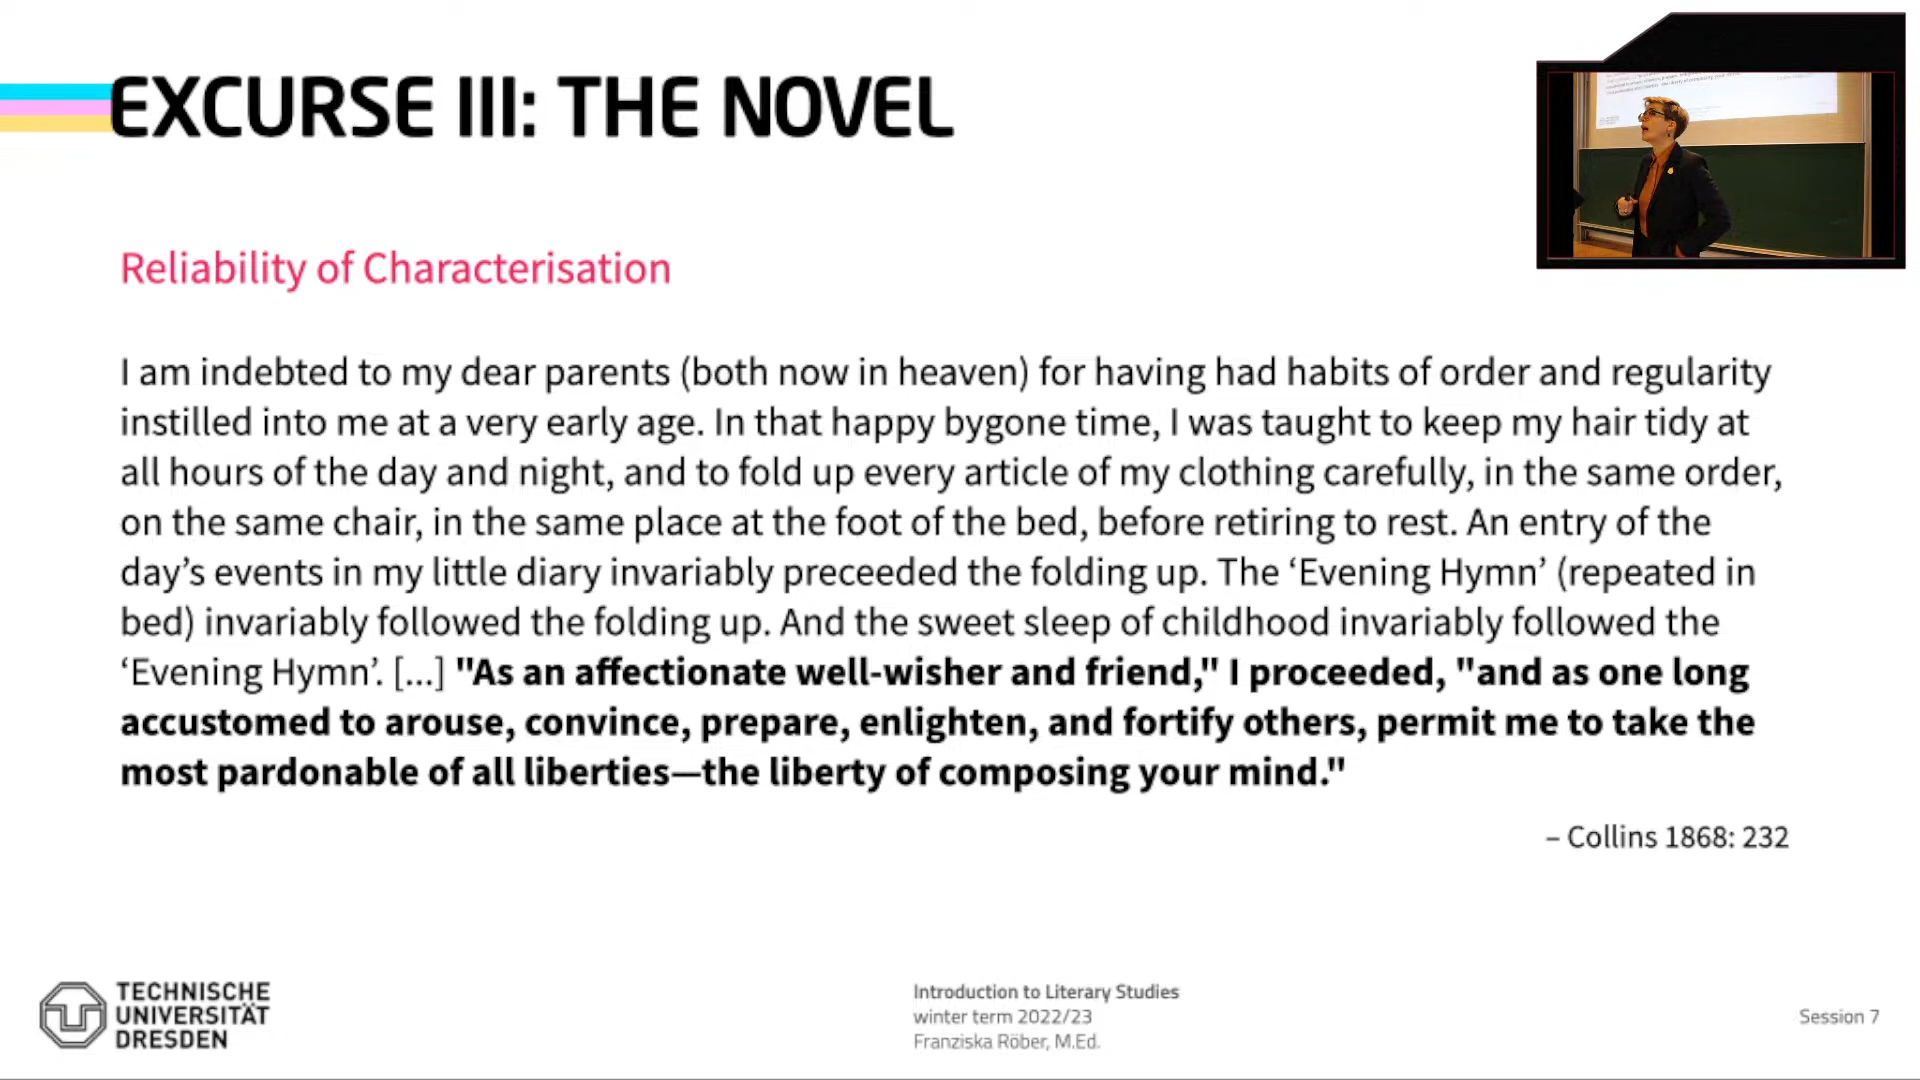 EXCURSE III: THE NOVEL
Reliability of Characterisation
I am indebted to my dear parents (both now in heaven) for having had habits of order and regularity
instilled into me at a very early age. In that happy bygone time, I was taught to keep my hair tidy at
all hours of the day and night, and to fold up every article of my clothing carefully, in the same order,
on the same chair, in the same place at the foot of the bed, before retiring to rest. An entry of the
day’s events in my little diary invariably preceeded the folding up. The ‘Evening Hymn’ (repeated in
bed) invariably followed the folding up. And the sweet sleep of childhood invariably followed the
‘Evening Hymn’. [...] "As an affectionate well-wisher and friend," I proceeded, "and as one long
accustomed to arouse, convince, prepare, enlighten, and fortify others, permit me to take the
most pardonable of all liberties—the liberty of composing your mind."
– Collins 1868: 232
TECHNISCHE
UNIVERSITÄT
DRESDEN
Introduction to Literary Studies
winter term 2022/23
Franziska Röber, M.Ed.
Session 7